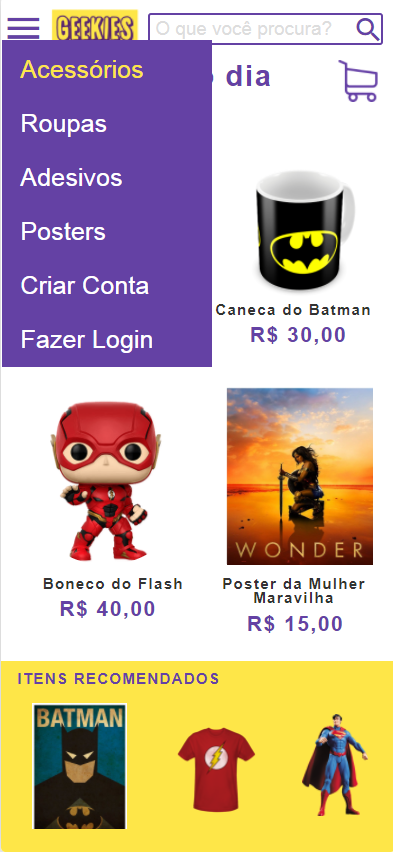 GEEKIES
O que você procura?
dia
Acessórios
Roupas
Adesivos
Posters
Criar Conta
Fazer Login
Caneca do Batman
R$ 30,00
WONDER
Boneco do Flash
R$ 40,00
Poster da Mulher
Maravilha
R$ 15,00
ITENS RECOMENDADOS
BATMAN